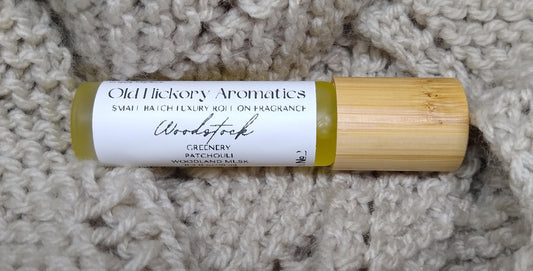 Old Hickory Aromatics
SMALL BATCH LUXURY ROLL ON FRAGRANCE
Woodstock
GREENERY
PATCHOULI
WOODLAND MUSK